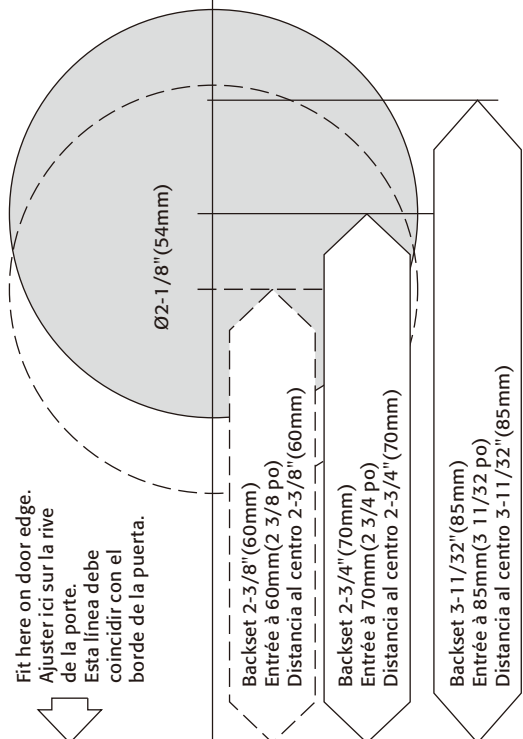 Fit here on door edge.
Ajuster ici sur la rive
de la porte.
Esta línea debe
coincidir con el
borde de la puerta.
Ø2-1/8"(54mm)
Backset 2-3/8"(60mm)
Entrée à 60mm(2 3/8 po)
Distancia al centro 2-3/8"(60mm)
Backset 2-3/4"(70mm)
Entrée à 70mm(2 3/4 po)
Distancia al centro 2-3/4"(70mm)
Backset 3-11/32"(85mm)
Entrée à 85mm(3 11/32 po)
Distancia al centro 3-11/32"(85mm)